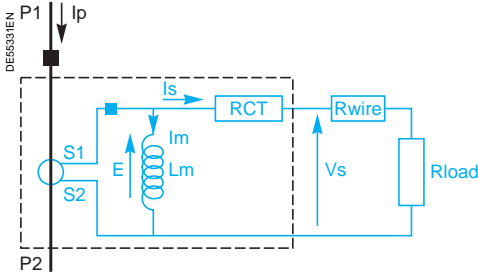 P1
Ip
DE55331EN
Is
RCT
Rwire
S1
Im
E
Lm
Vs
Rload
S2
P2